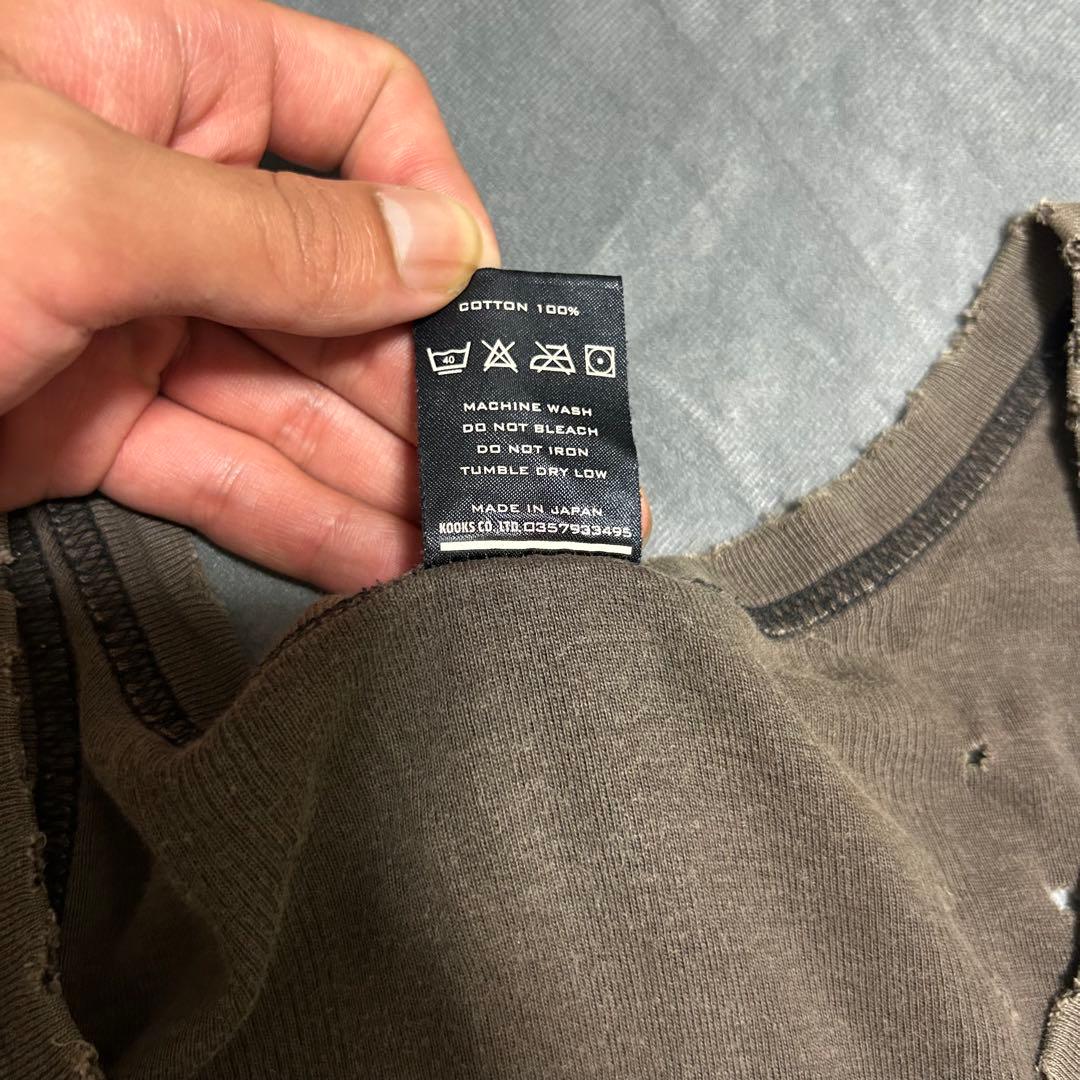 COTTON 100%
40
MACHINE WASH
DO NOT BLEACH
DO NOT IRON
TUMBLE DRY LOW
MADE IN JAPAN
KOOKS CO. LTD. 0357933495